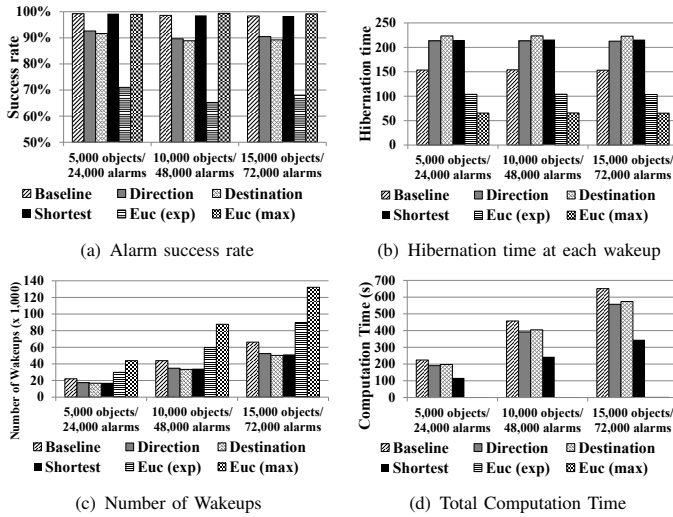 100%
90%
80%
70%
60%
50%
Success rate
5,000 objects/ 10,000 objects/ 15,000 objects/
24,000 alarms 48,000 alarms 72,000 alarms
Baseline Direction Destination
Shortest Euc (exp) Euc (max)
(a) Alarm success rate
250
200
150
100
50
0
Hibernation time
5,000 objects/ 10,000 objects/ 15,000 objects/
24,000 alarms 48,000 alarms 72,000 alarms
Baseline Direction Destination
Shortest Euc (exp) Euc (max)
(b) Hibernation time at each wakeup
140
120
100
80
60
40
20
0
Number of Wakeups (x 1,000)
5,000 objects/ 10,000 objects/ 15,000 objects/
24,000 alarms 48,000 alarms 72,000 alarms
Baseline Direction Destination
Shortest Euc (exp) Euc (max)
(c) Number of Wakeups
700
600
500
400
300
200
100
0
Computation Time (s)
5,000 objects/ 10,000 objects/ 15,000 objects/
24,000 alarms 48,000 alarms 72,000 alarms
Baseline Direction Destination
Shortest Euc (exp) Euc (max)
(d) Total Computation Time